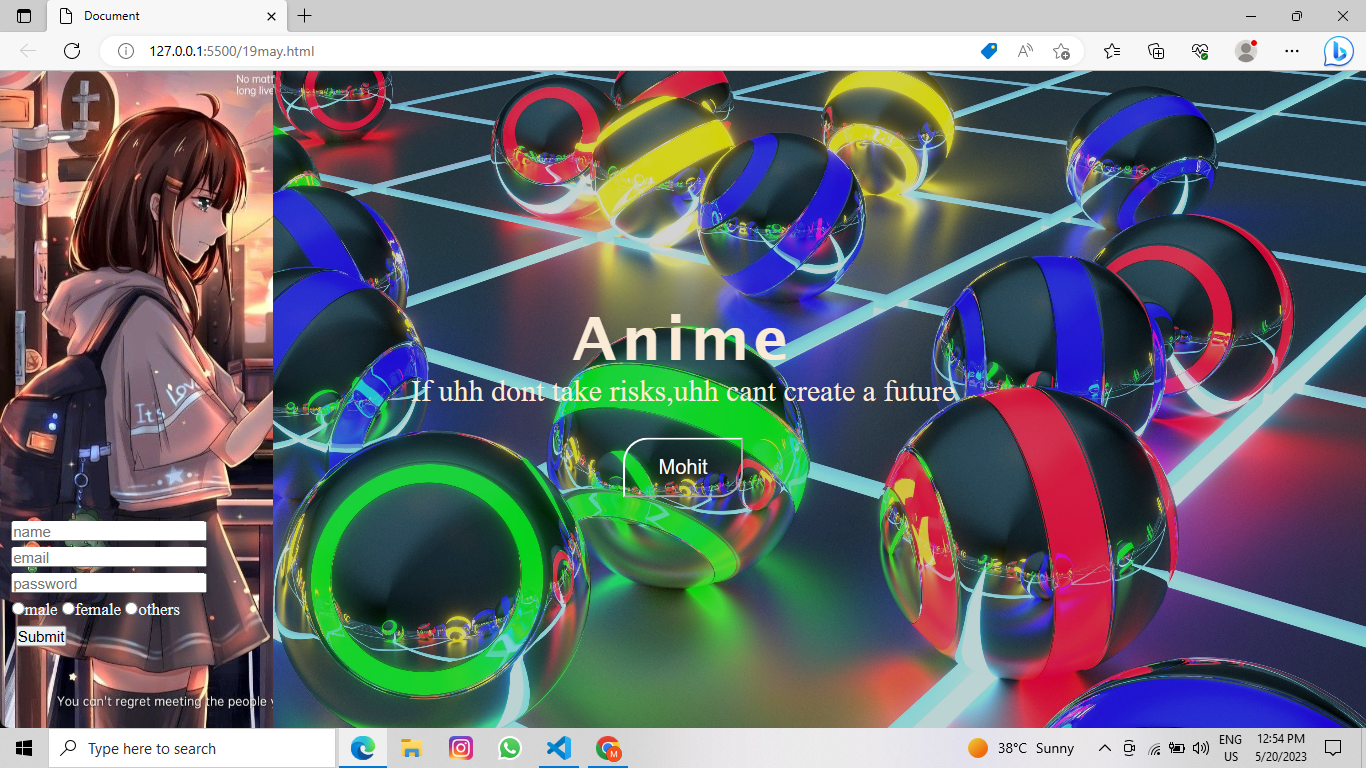 Document
127.0.0.1:5500/19may.html
No
long live
It's Love
Anime
If uhh dont take risks,uhh cant create a future
Mohit
name
email
password
male female others
Submit
You can't regret meeting the people
Type here to search
M
38°C Sunny
ENG
US
12:54 PM
5/20/2023